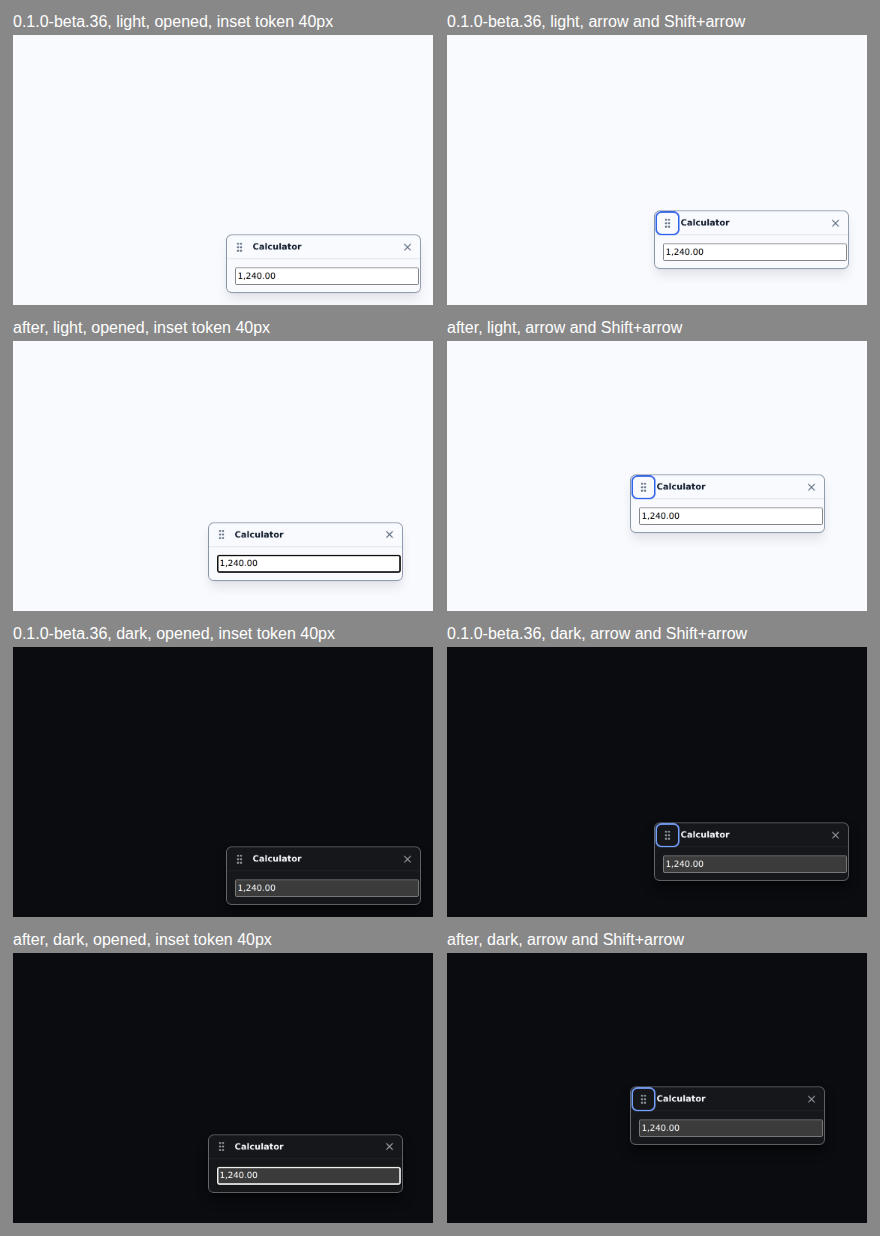 0.1.0-beta.36, light, opened, inset token 40px
0.1.0-beta.36, light, arrow and Shift+arrow
Calculator
1,240.00
Calculator
1,240.00
after, light, opened, inset token 40px
after, light, arrow and Shift+arrow
Calculator
1,240.00
Calculator
1,240.00
0.1.0-beta.36, dark, opened, inset token 40px
0.1.0-beta.36, dark, arrow and Shift+arrow
Calculator
1,240.00
Calculator
1,240.00
after, dark, opened, inset token 40px
after, dark, arrow and Shift+arrow
Calculator
1,240.00
Calculator
1,240.00